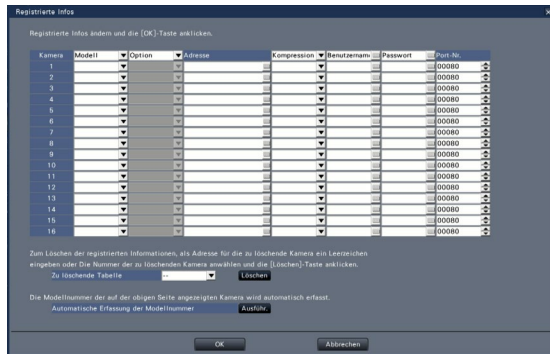 Registrierte Infos
Registrierte Infos ändern und die [OK]-Taste anklicken.
Kamera Modell Option Adresse Kompression Benutzername Passwort Port-Nr.
1 00080
2 00080
3 00080
4 00080
5 00080
6 00080
7 00080
8 00080
9 00080
10 00080
11 00080
12 00080
13 00080
14 00080
15 00080
16 00080
Zum Löschen der registrierten Informationen, als Adresse für die zu löschende Kamera ein Leerzeichen
eingeben oder Die Nummer der zu löschenden Kamera anwählen und die [Löschen]-Taste anklicken.
Zu löschende Tabelle -- Löschen
Die Modellnummer der auf der obigen Seite angezeigten Kamera wird automatisch erfasst.
Automatische Erfassung der Modellnummer Ausführ.
OK Abbrechen